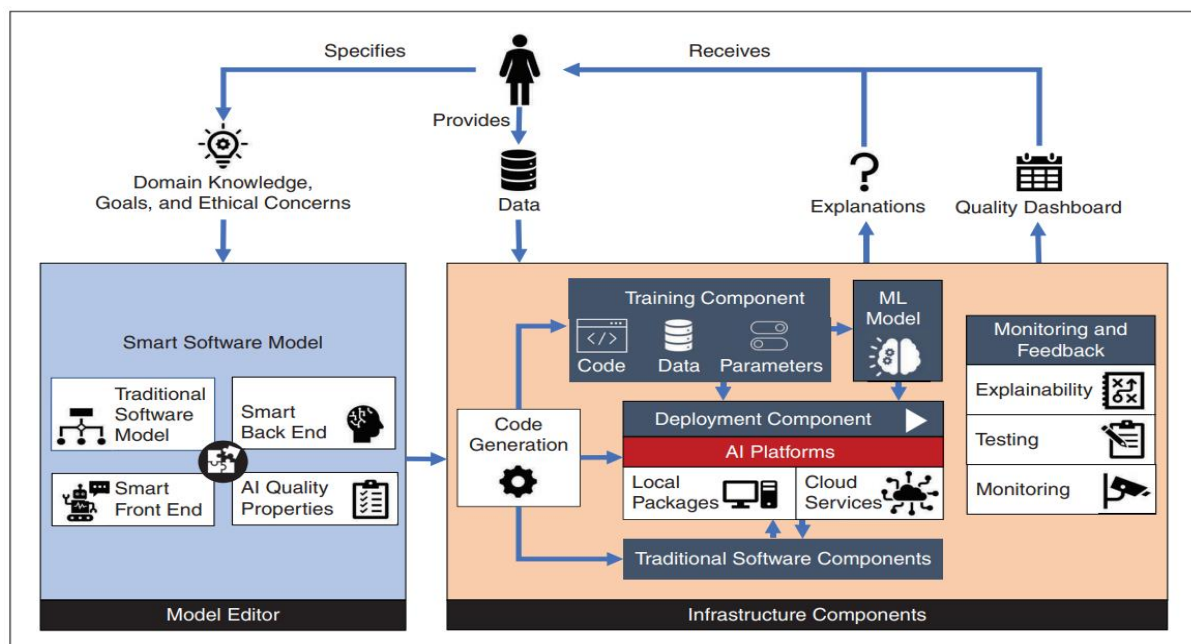 Specifies
Receives
Provides
Domain Knowledge,
Goals, and Ethical Concerns
Data
Explanations
Quality Dashboard
Smart Software Model
Traditional
Software
Model
Smart
Back End
Smart
Front End
AI Quality
Properties
Model Editor
Code
Generation
Training Component
</>
Code
Data
Parameters
ML
Model
Deployment Component
AI Platforms
Local
Packages
Cloud
Services
Traditional Software Components
Monitoring and
Feedback
Explainability
Testing
Monitoring
Infrastructure Components